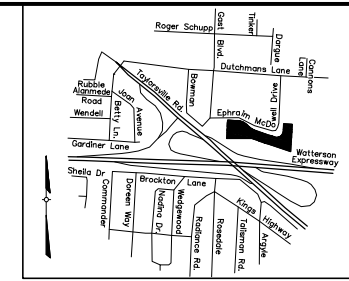 Roger Schupp
Gast
Blvd.
Tinker
Dargue
Cannons
Lane
Dutchmans Lane
Taylorsville Rd.
Bowman
Ephraim McDo
well Drive
Rubble
Alanmede
Road
Joan
Avenue
Betty Ln.
Wendell
Gardiner Lane
Watterson
Expressway
Sheila Dr
Commander
Doreen Way
Brockton Lane
Nadina Dr.
Wedgewood
Radiance Rd.
Rosedale
Kings Highway
Talisman Rd.
Argyle